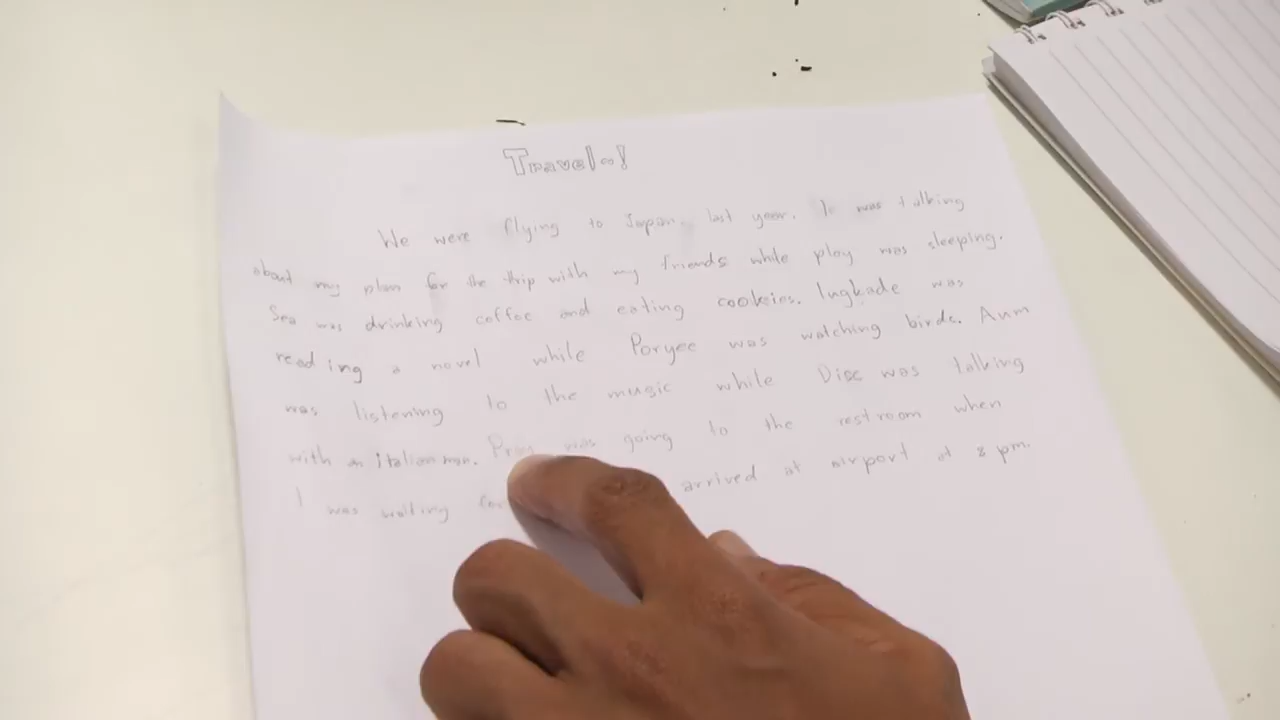 Travel~!
We were flying to Japan, last year. I was talking
about my plan for the trip with my friends while ploy was sleeping.
Sea was drinking coffee and eating cookies. lugkade was
reading a novel while Poryee was watching birds. Aum
was listening to the music while Disc was talking
with an italian man. was going to the restroom when
I was waiting for arrived at airport at 8 pm.